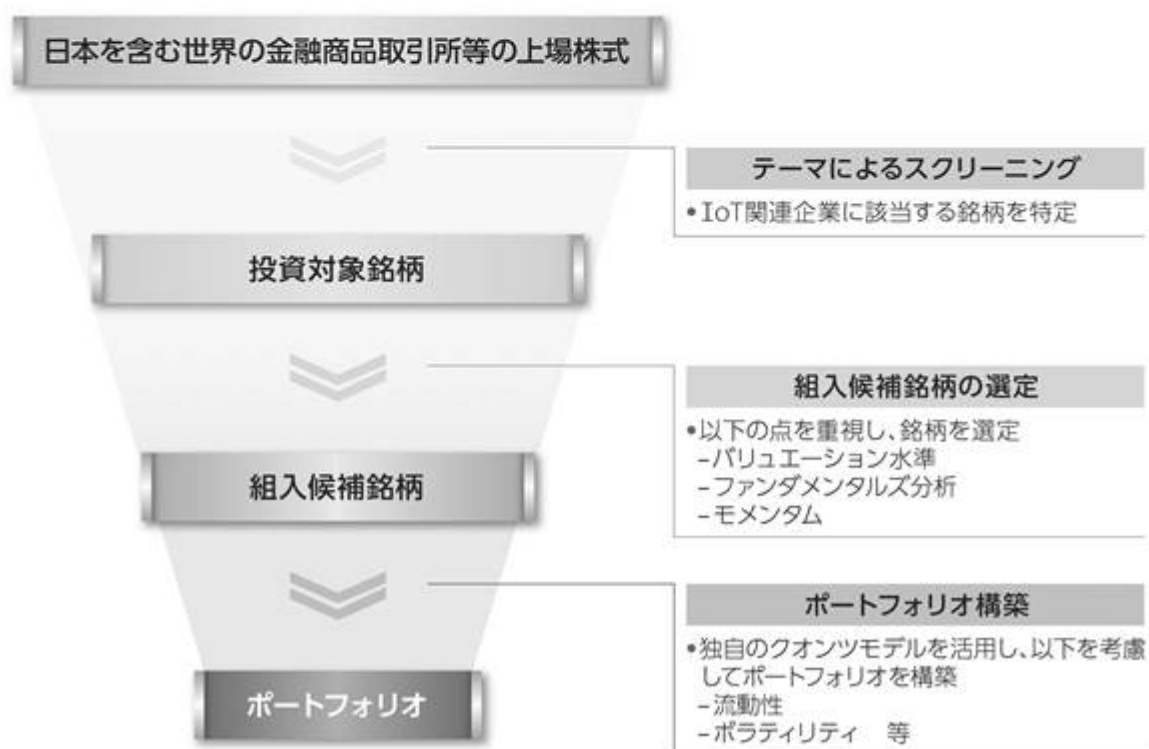 日本を含む世界の金融商品取引所等の上場株式
テーマによるスクリーニング
•IoT関連企業に該当する銘柄を特定
投資対象銘柄
組入候補銘柄の選定
•以下の点を重視し、銘柄を選定
–バリュエーション水準
–ファンダメンタルズ分析
–モメンタム
組入候補銘柄
ポートフォリオ構築
•独自のクオンツモデルを活用し、以下を考慮
してポートフォリオを構築
–流動性
–ボラティリティ　等
ポートフォリオ